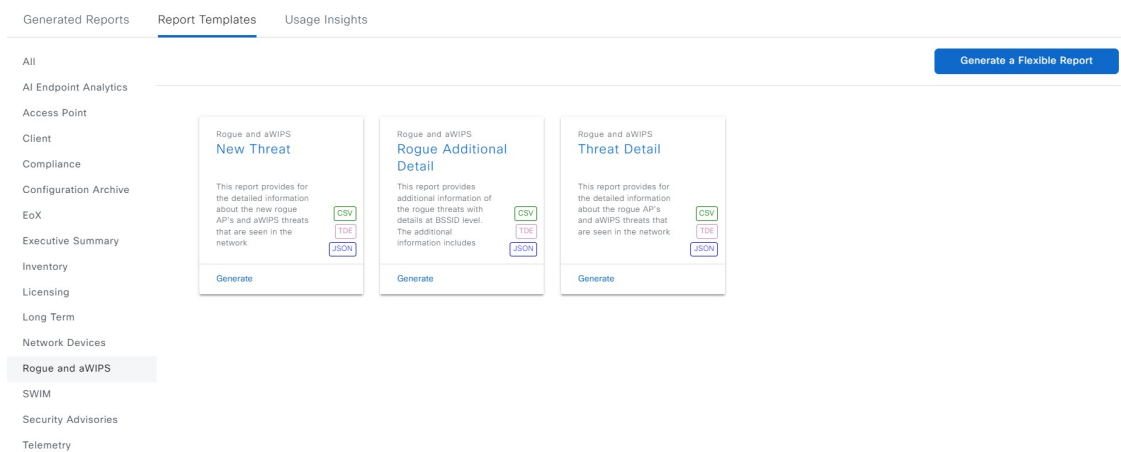 Generated Reports
Report Templates
Usage Insights
All
AI Endpoint Analytics
Access Point
Client
Compliance
Configuration Archive
EoX
Executive Summary
Inventory
Licensing
Long Term
Network Devices
Rogue and aWIPS
SWIM
Security Advisories
Telemetry
Generate a Flexible Report
Rogue and aWIPS
New Threat
This report provides for
the detailed information
about the new rogue
AP's and aWIPS threats
that are seen in the
network
CSV
TDE
JSON
Generate
Rogue and aWIPS
Rogue Additional
Detail
This report provides
additional information of
the rogue threats with
details at BSSID level.
The additional
information includes
CSV
TDE
JSON
Generate
Rogue and aWIPS
Threat Detail
This report provides for
the detailed information
about the rogue AP's
and aWIPS threats that
are seen in the network
CSV
TDE
JSON
Generate